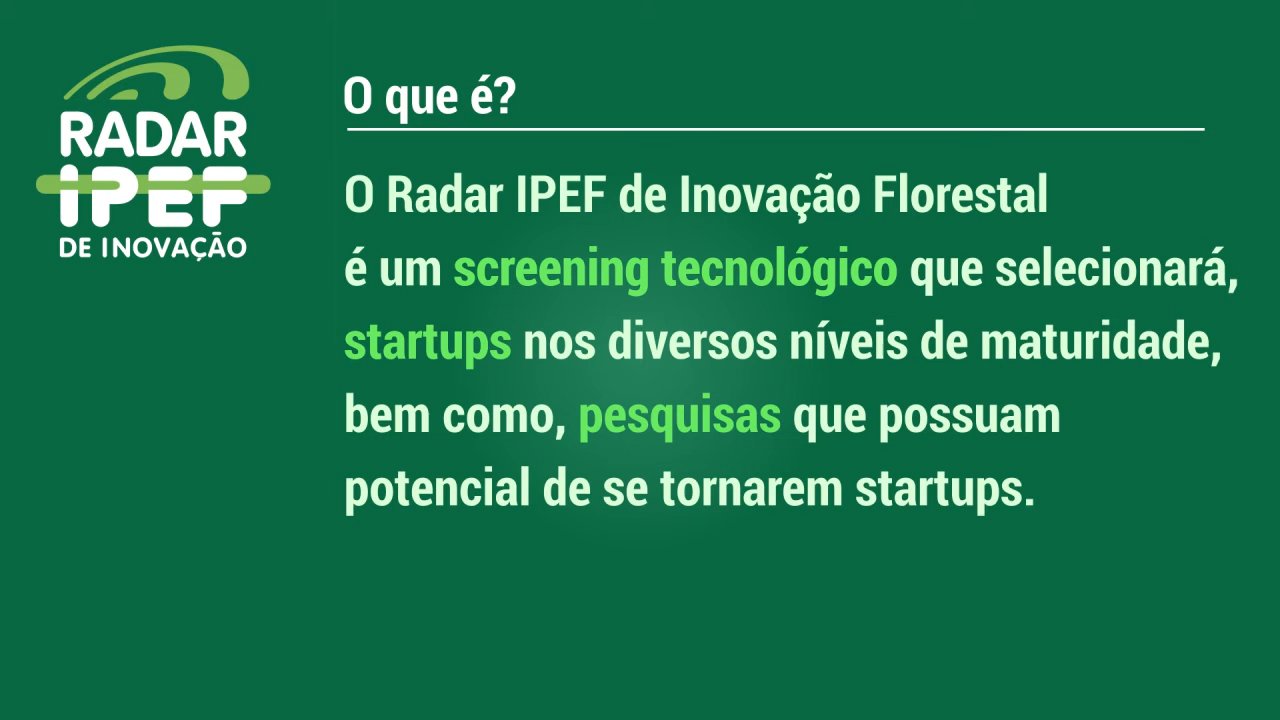 RADAR
IPEF
DE INOVAÇÃO
O que é?
O Radar IPEF de Inovação Florestal
é um screening tecnológico que selecionará,
startups nos diversos níveis de maturidade,
bem como, pesquisas que possuam
potencial de se tornarem startups.